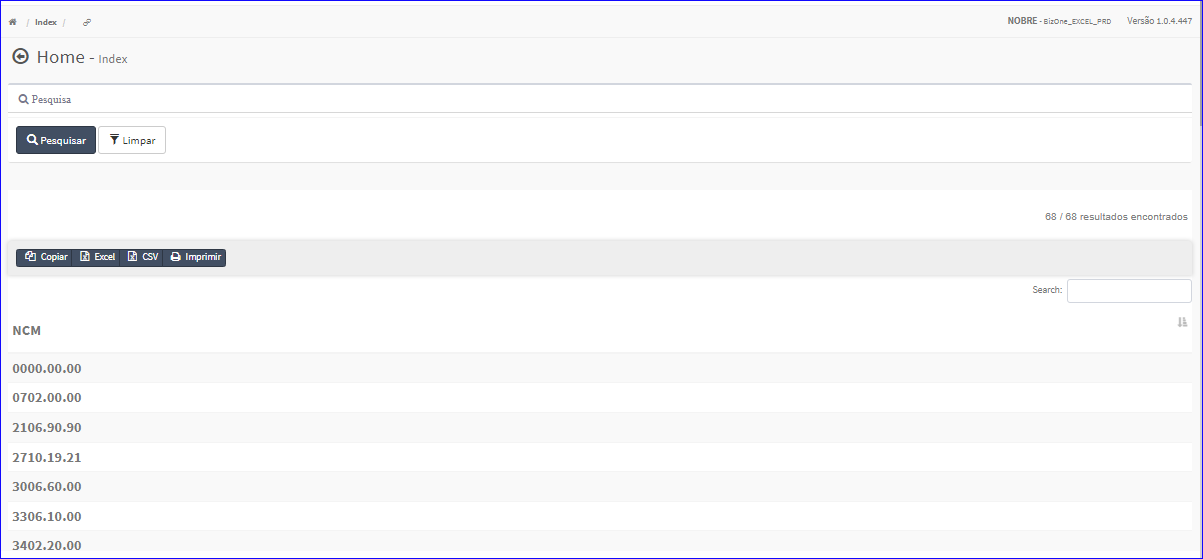 / Index /
NOBRE - BizOne_EXCEL_PRD Versão 1.0.4.447
Home - Index
Pesquisa
Pesquisar Limpar
68 / 68 resultados encontrados
Copiar Excel CSV Imprimir
Search:
NCM
0000.00.00
0702.00.00
2106.90.90
2710.19.21
3006.60.00
3306.10.00
3402.20.00